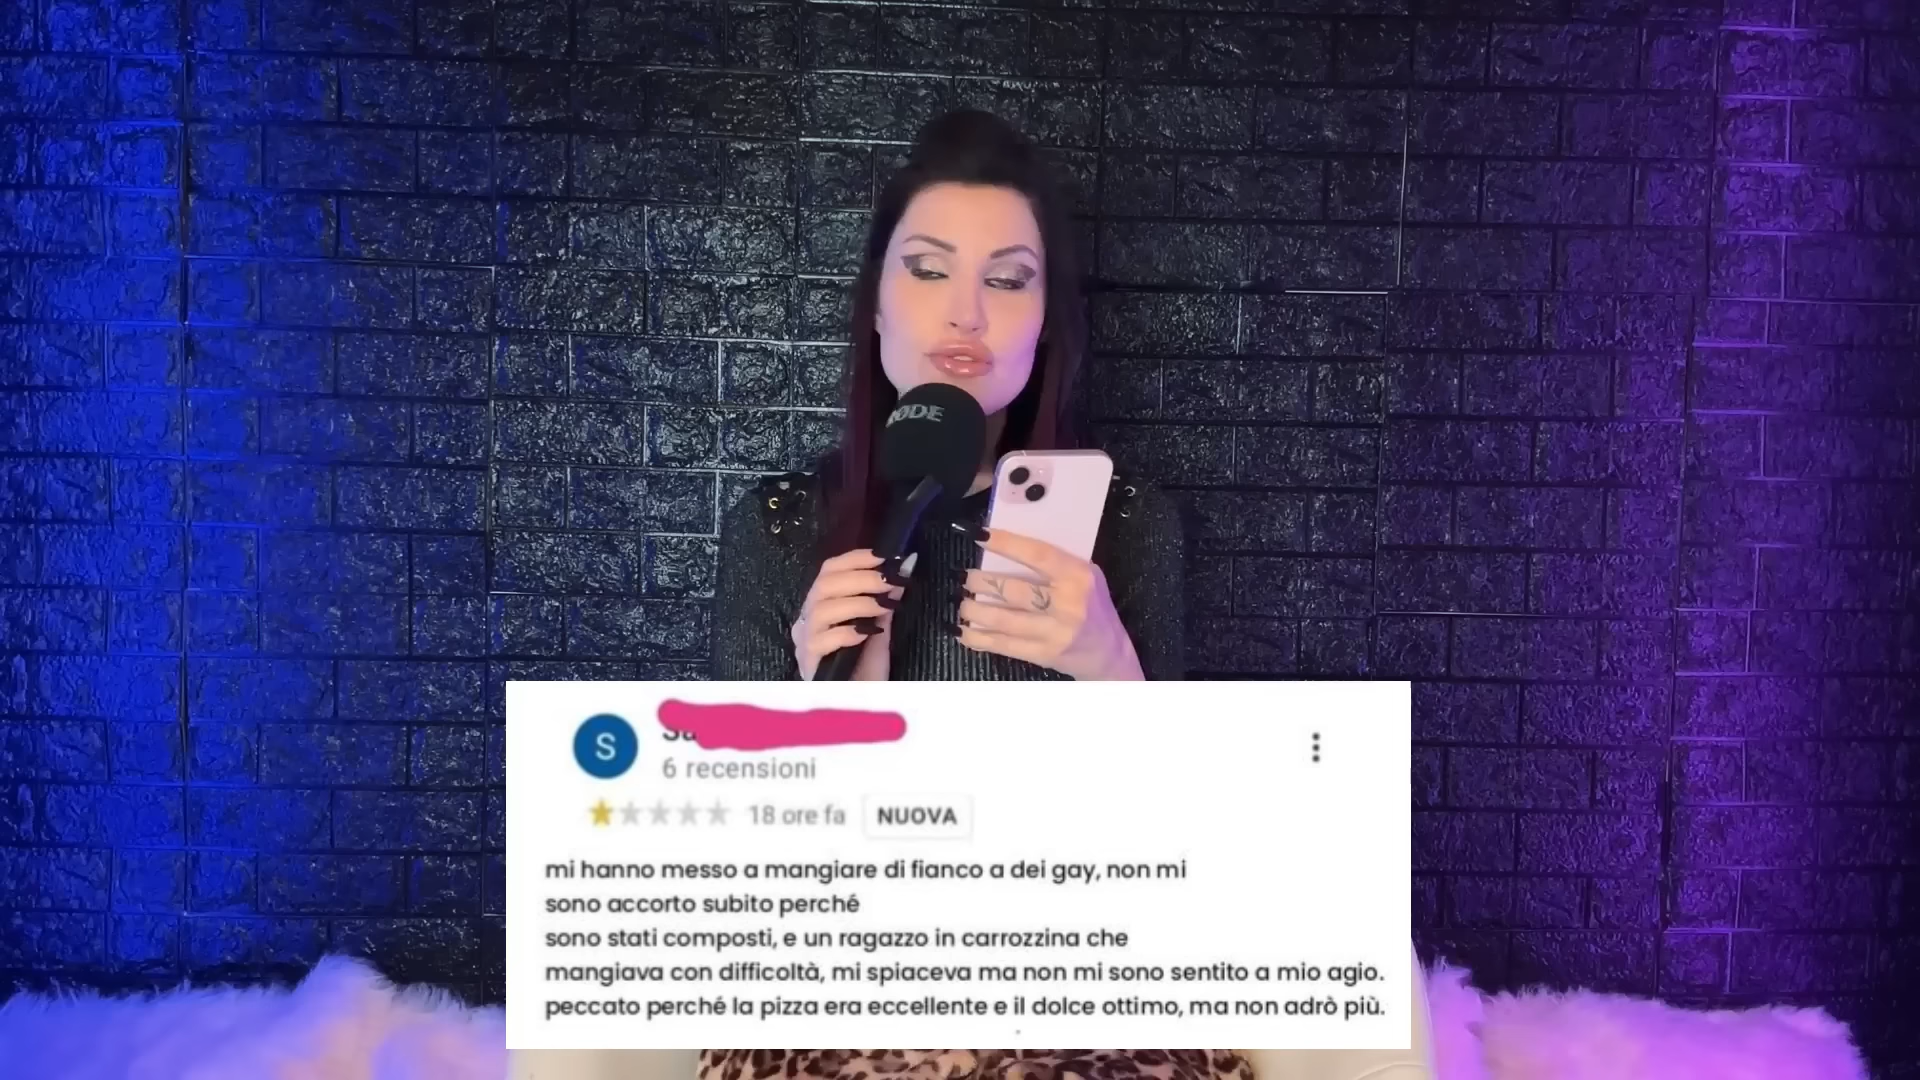 RODE
S
6 recensioni
18 ore fa NUOVA
mi hanno messo a mangiare di fianco a dei gay, non mi
sono accorto subito perché
sono stati composti, e un ragazzo in carrozzina che
mangiava con difficoltà, mi spiaceva ma non mi sono sentito a mio agio.
peccato perché la pizza era eccellente e il dolce ottimo, ma non adrò più.